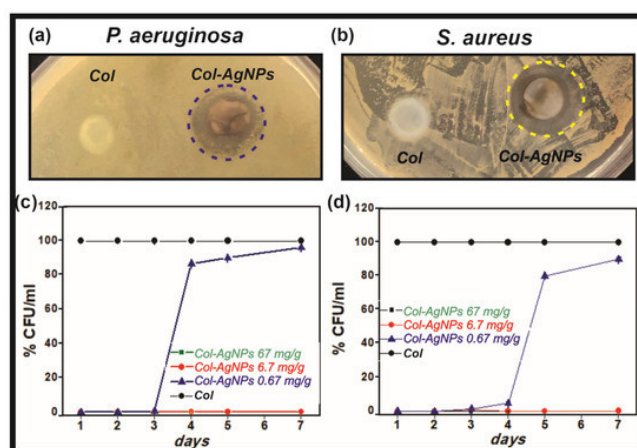 (a) P. aeruginosa
Col
Col-AgNPs
(b) S. aureus
Col
Col-AgNPs
(c)
120
100
80
60
40
20
0
% CFU/ml
Col-AgNPs 67 mg/g
Col-AgNPs 6.7 mg/g
Col-AgNPs 0.67 mg/g
Col
1 2 3 4 5 6 7
days
(d)
120
100
80
60
40
20
0
% CFU/ml
Col-AgNPs 67 mg/g
Col-AgNPs 6.7 mg/g
Col-AgNPs 0.67 mg/g
Col
1 2 3 4 5 6 7
days